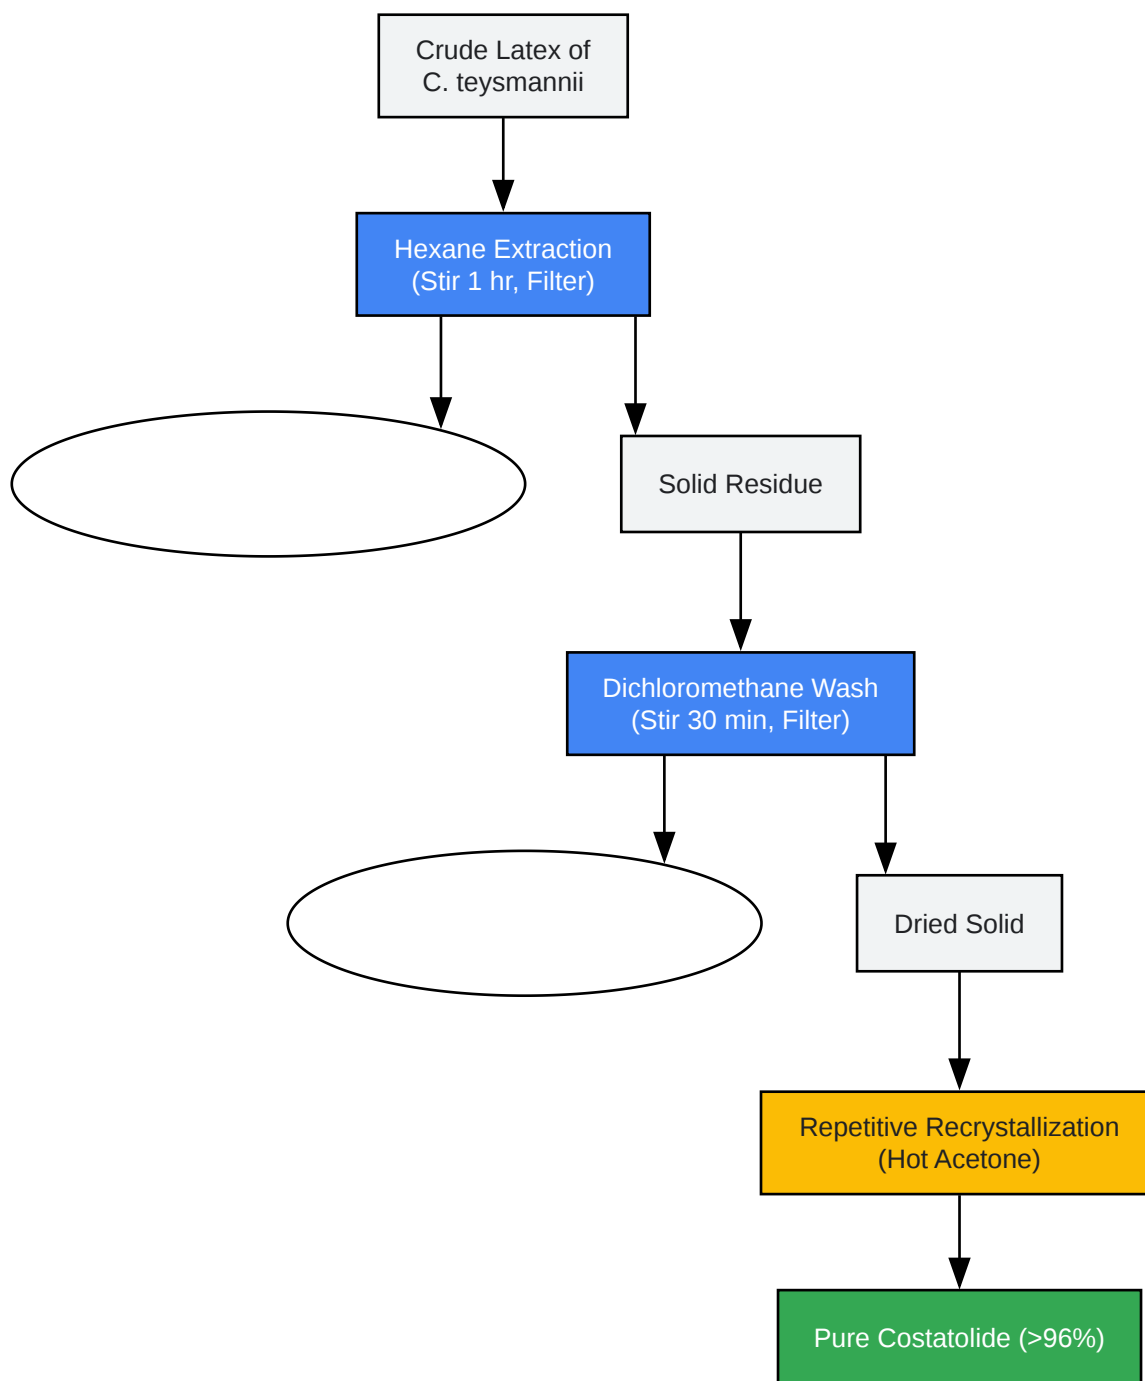 Crude Latex of
C. teysmannii
Hexane Extraction
(Stir 1 hr, Filter)
Solid Residue
Dichloromethane Wash
(Stir 30 min, Filter)
Dried Solid
Repetitive Recrystallization
(Hot Acetone)
Pure Costatolide (>96%)